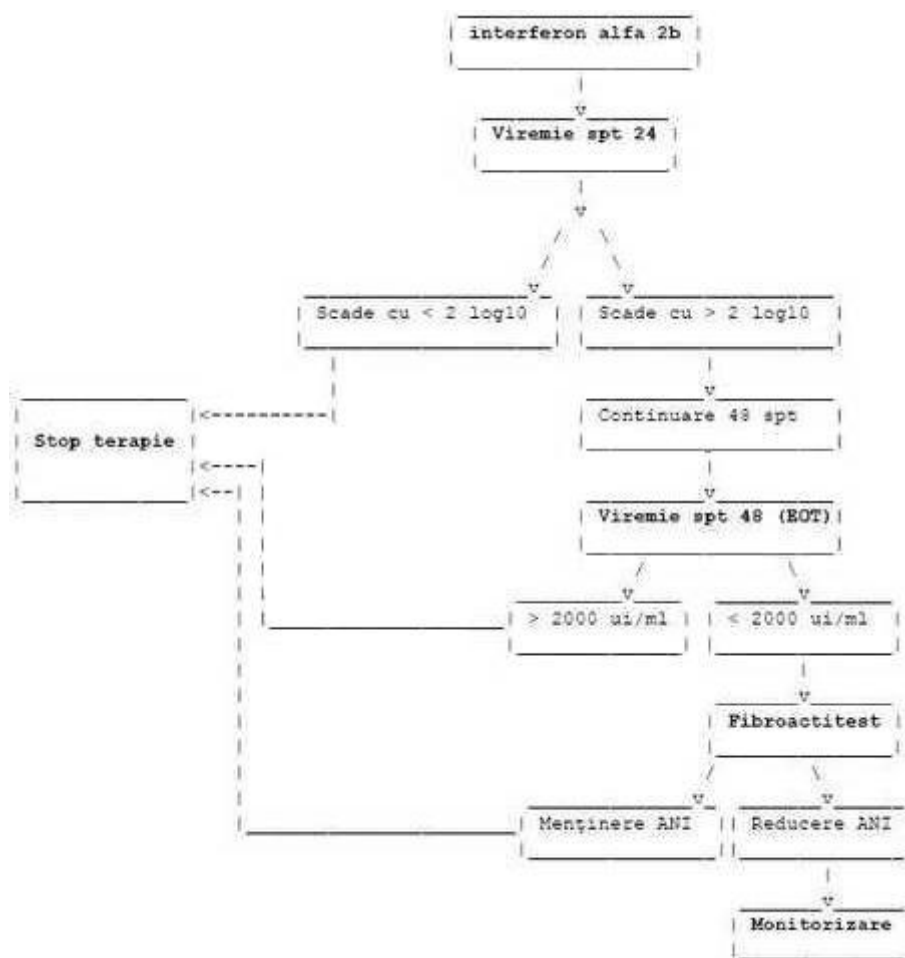 interferon alfa 2b
Viremie spt 24
Scade cu < 2 log10
Scade cu > 2 log10
Continuare 48 spt
Stop terapie
Viremie spt 48 (EOT)
> 2000 ui/ml
< 2000 ui/ml
Fibroactitest
Menţinere ANI
Reducere ANI
Monitorizare